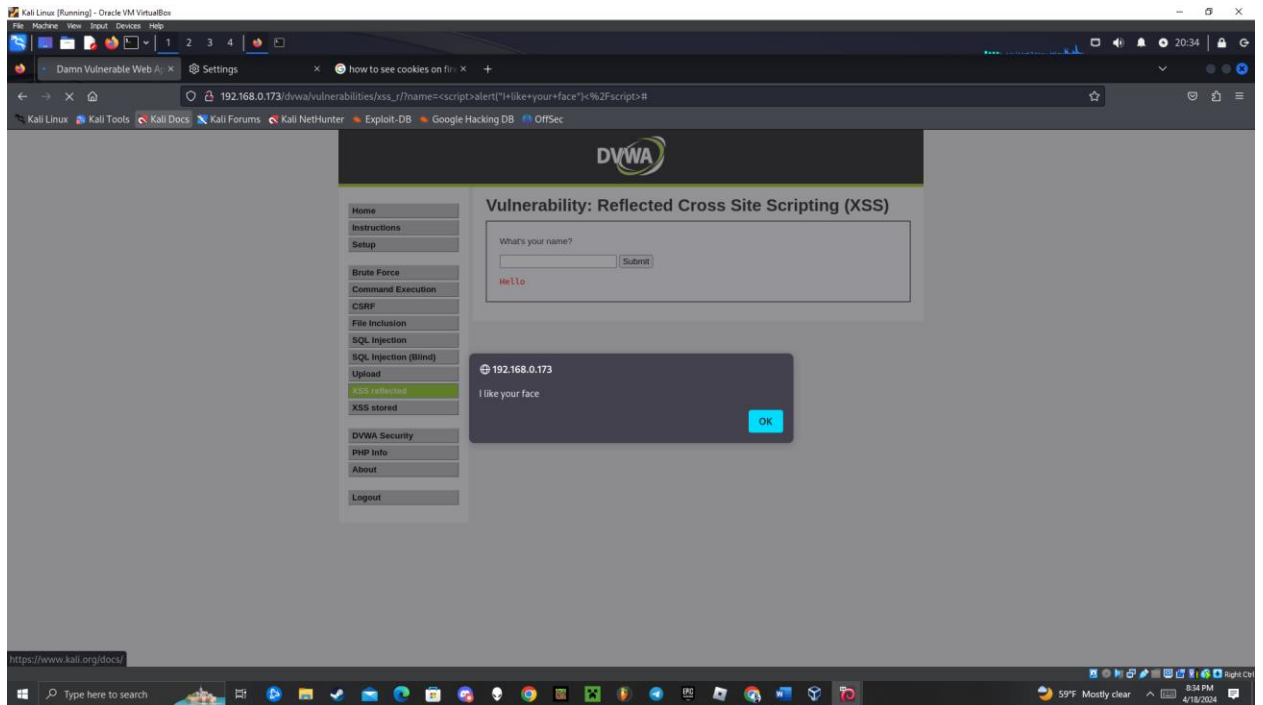 Kali Linux [Running] - Oracle VM VirtualBox
File Machine View Input Devices Help
1 2 3 4 20:34
Damn Vulnerable Web Ap Settings how to see cookies on fire
192.168.0.173/dvwa/vulnerabilities/xss_r/?name=<script>alert("I+like+your+face")<%2Fscript>#
Kali Linux Kali Tools Kali Docs Kali Forums Kali NetHunter Exploit-DB Google Hacking DB OffSec
DVWA
Home
Instructions
Setup
Brute Force
Command Execution
CSRF
File Inclusion
SQL Injection
SQL Injection (Blind)
Upload
XSS reflected
XSS stored
DVWA Security
PHP Info
About
Logout
Vulnerability: Reflected Cross Site Scripting (XSS)
What's your name?
Submit
Hello
192.168.0.173
I like your face
OK
https://www.kali.org/docs/
Right Ctrl
Type here to search
59°F Mostly clear
8:34 PM
4/18/2024